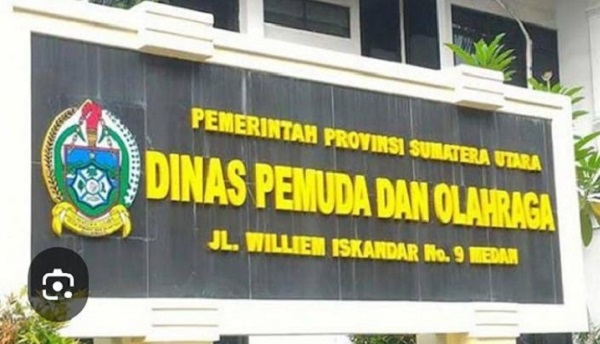 PEMERINTAH PROVINSI SUMATERA UTARA
DINAS PEMUDA DAN OLAHRAGA
JL. WILLIEM ISKANDAR No. 9 MEDAN